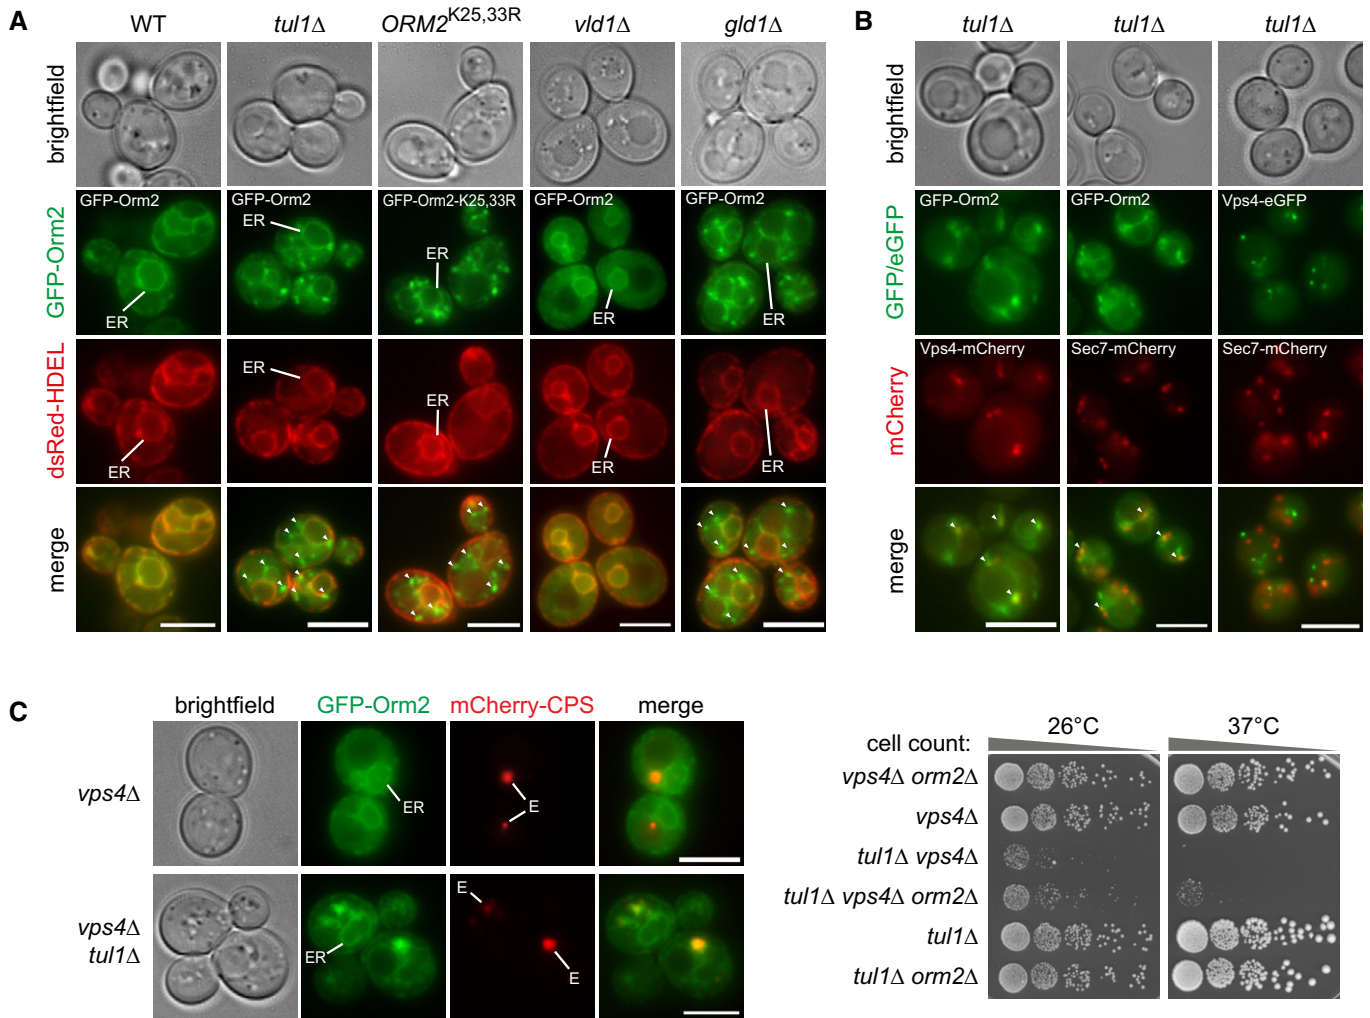 A
WT tul1Δ ORM2K25,33R vld1Δ gld1Δ
brightfield
GFP-Orm2
GFP-Orm2 GFP-Orm2 GFP-Orm2-K25,33R GFP-Orm2 GFP-Orm2
ER ER ER ER ER
dsRed-HDEL
ER ER ER ER ER
merge
B
tul1Δ tul1Δ tul1Δ
brightfield
GFP/eGFP
GFP-Orm2 GFP-Orm2 Vps4-eGFP
mCherry
Vps4-mCherry Sec7-mCherry Sec7-mCherry
merge
C
brightfield GFP-Orm2 mCherry-CPS merge
vps4Δ
ER E
vps4Δ
tul1Δ
ER E E
26°C 37°C
cell count:
vps4Δ orm2Δ
vps4Δ
tul1Δ vps4Δ
tul1Δ vps4Δ orm2Δ
tul1Δ
tul1Δ orm2Δ